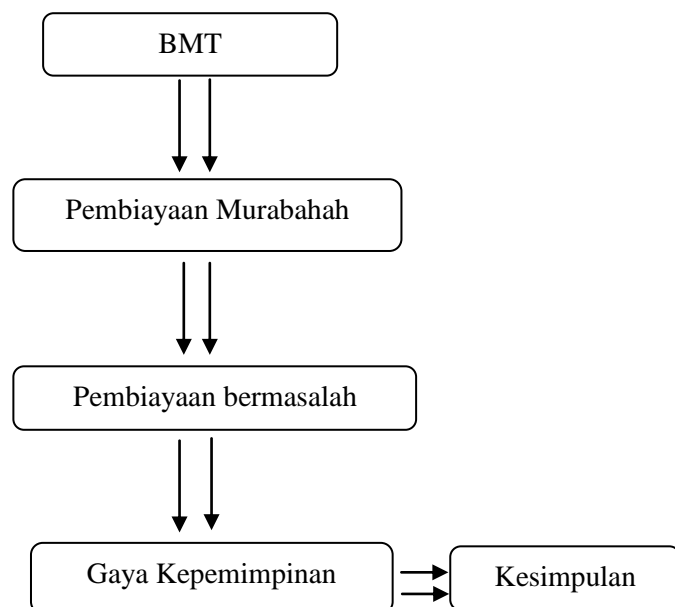 BMT
Pembiayaan Murabahah
Pembiayaan bermasalah
Gaya Kepemimpinan
Kesimpulan